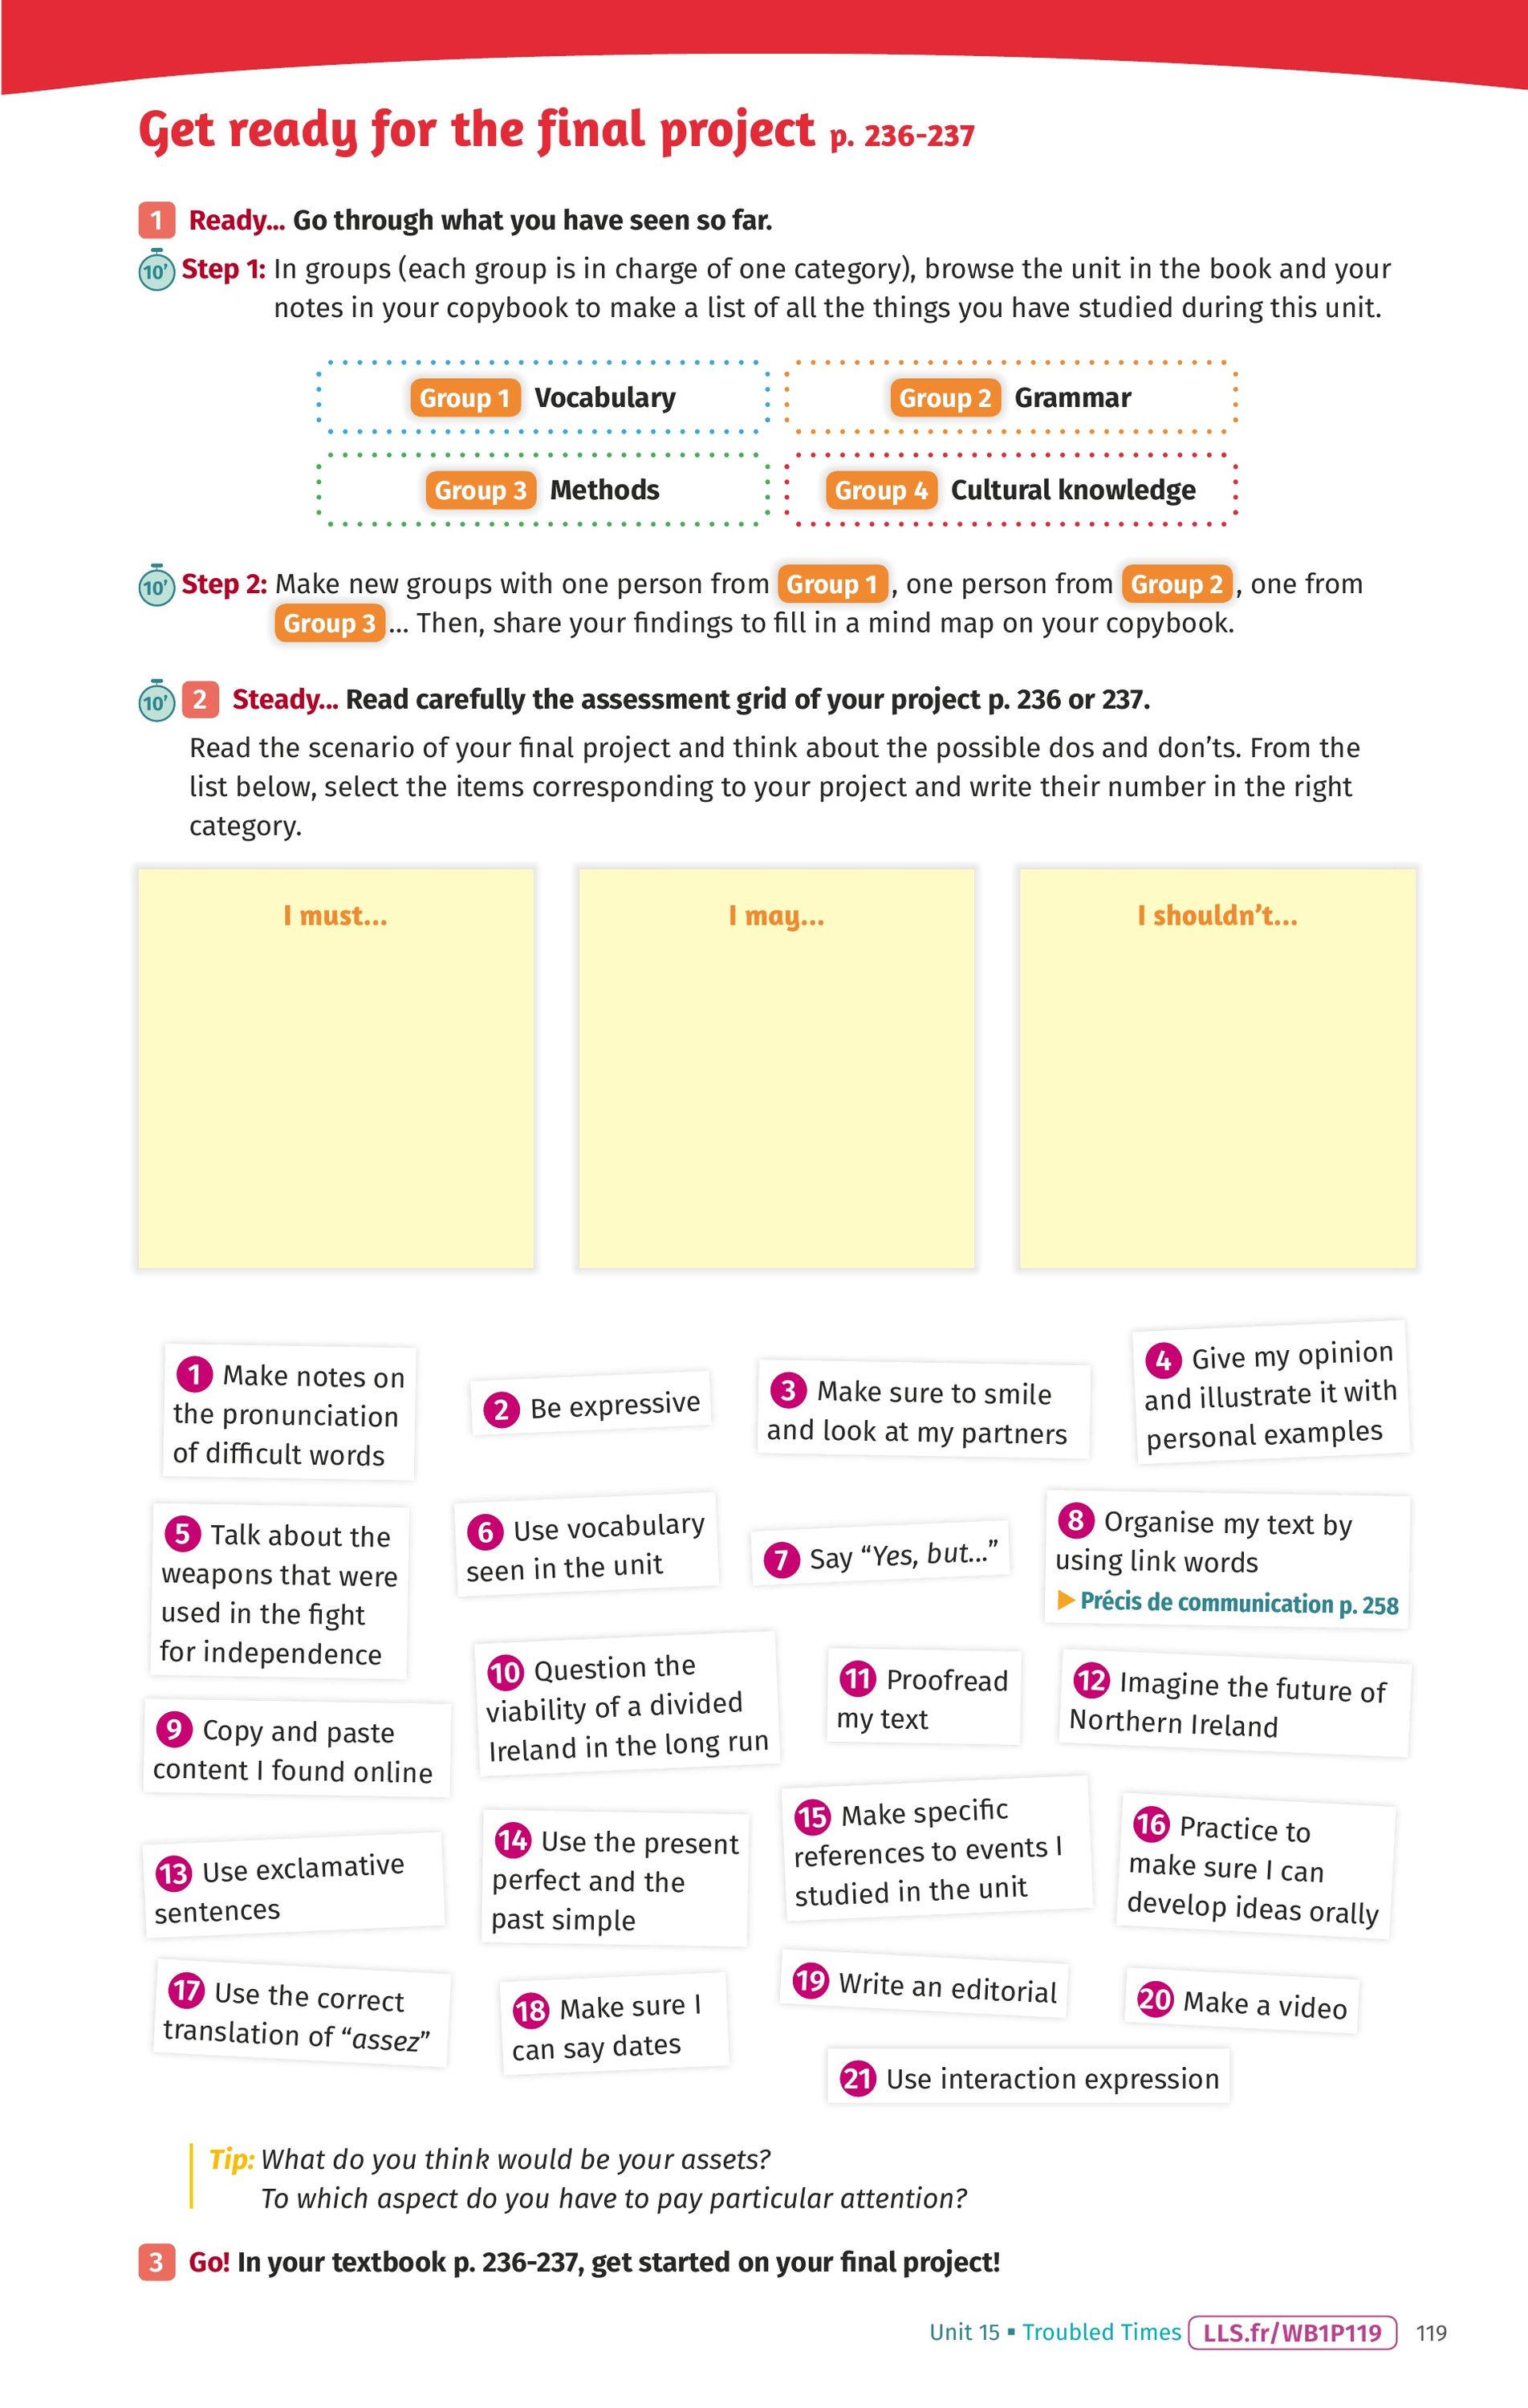 Get ready for the final project p. 236-237
1 Ready... Go through what you have seen so far.
10' Step 1: In groups (each group is in charge of one category), browse the unit in the book and your
notes in your copybook to make a list of all the things you have studied during this unit.
Group 1 Vocabulary
Group 2 Grammar
Group 3 Methods
Group 4 Cultural knowledge
10' Step 2: Make new groups with one person from Group 1, one person from Group 2, one from
Group 3... Then, share your findings to fill in a mind map on your copybook.
10' 2 Steady... Read carefully the assessment grid of your project p. 236 or 237.
Read the scenario of your final project and think about the possible dos and don'ts. From the
list below, select the items corresponding to your project and write their number in the right
category.
I must...
I may...
I shouldn't...
1 Make notes on
the pronunciation
of difficult words
2 Be expressive
3 Make sure to smile
and look at my partners
4 Give my opinion
and illustrate it with
personal examples
5 Talk about the
weapons that were
used in the fight
for independence
6 Use vocabulary
seen in the unit
7 Say "Yes, but..."
8 Organise my text by
using link words
▶ Précis de communication p. 258
9 Copy and paste
content I found online
10 Question the
viability of a divided
Ireland in the long run
11 Proofread
my text
12 Imagine the future of
Northern Ireland
13 Use exclamative
sentences
14 Use the present
perfect and the
past simple
15 Make specific
references to events I
studied in the unit
16 Practice to
make sure I can
develop ideas orally
17 Use the correct
translation of "assez"
18 Make sure I
can say dates
19 Write an editorial
20 Make a video
21 Use interaction expression
Tip: What do you think would be your assets?
To which aspect do you have to pay particular attention?
3 Go! In your textbook p. 236-237, get started on your final project!
Unit 15 ▪ Troubled Times LLS.fr/WB1P119 119